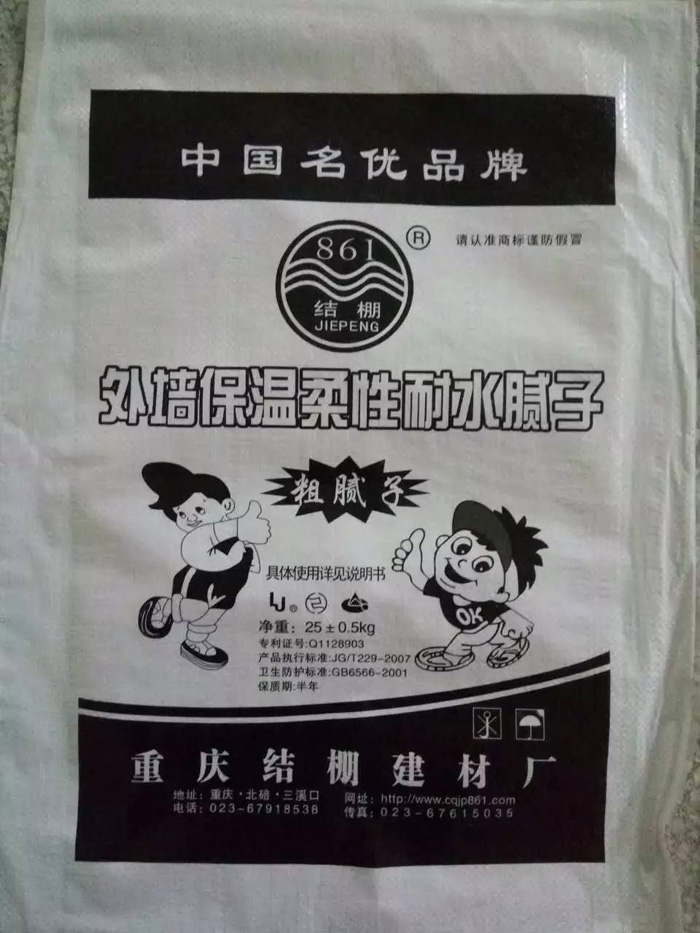 中国名优品牌
861
结棚
JIEPENG
®
请认准商标谨防假冒
外墙保温柔性耐水腻子
粗腻子
具体使用详见说明书
净重：25±0.5kg
专利证号:Q1128903
产品执行标准:JG/T229-2007
卫生防护标准:GB6566-2001
保质期:半年
OK
重庆结棚建材厂
地址：重庆·北碚·三溪口
网址：http://www.cqjp861.com
电话：023-67918538
传真：023-67615035